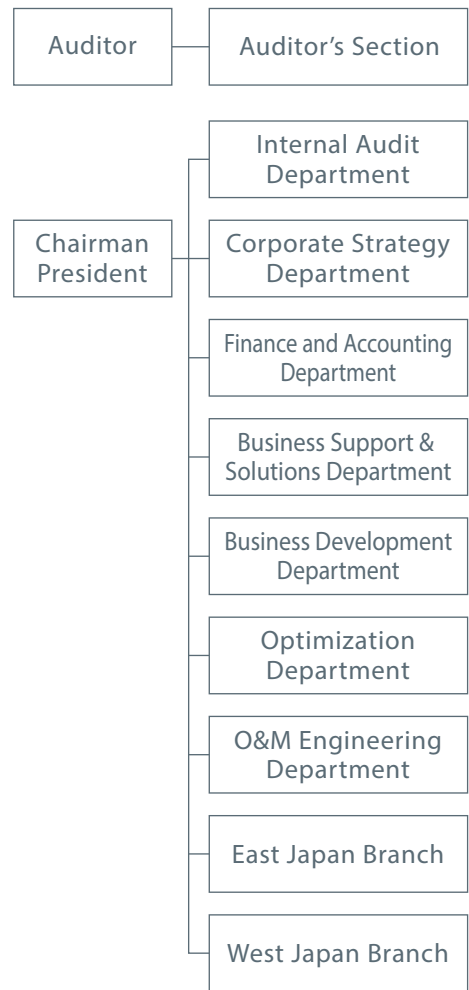 Auditor
Auditor’s Section
Internal Audit
Department
Chairman
President
Corporate Strategy
Department
Finance and Accounting
Department
Business Support &
Solutions Department
Business Development
Department
Optimization
Department
O&M Engineering
Department
East Japan Branch
West Japan Branch